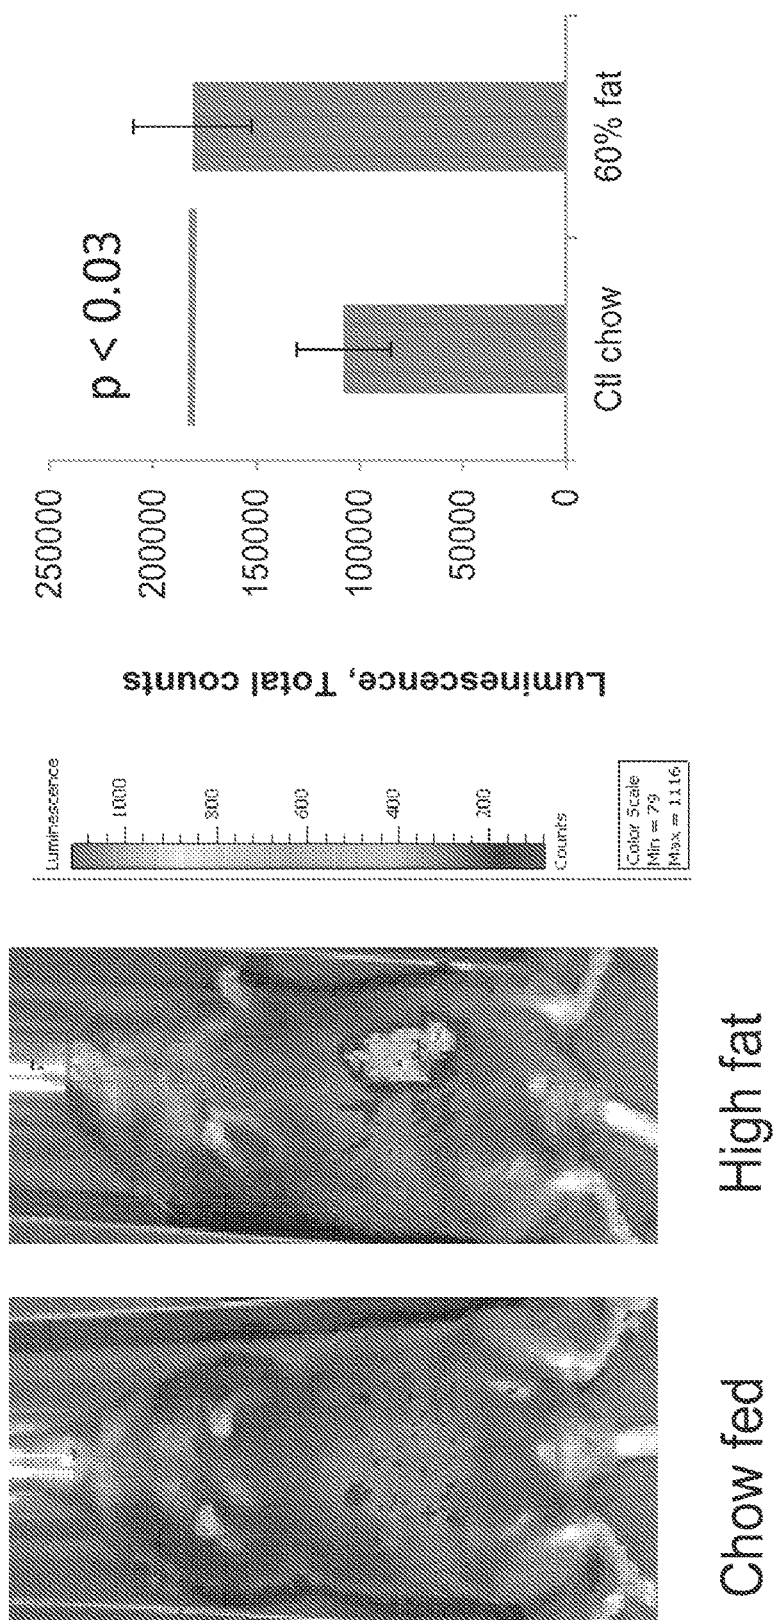 Chow fed
High fat
Luminescence
1000
800
600
400
200
Counts
Color Scale
Min = 79
Max = 1116
Luminescence, Total counts
250000
200000
150000
100000
50000
0
p < 0.03
Ctl chow
60% fat